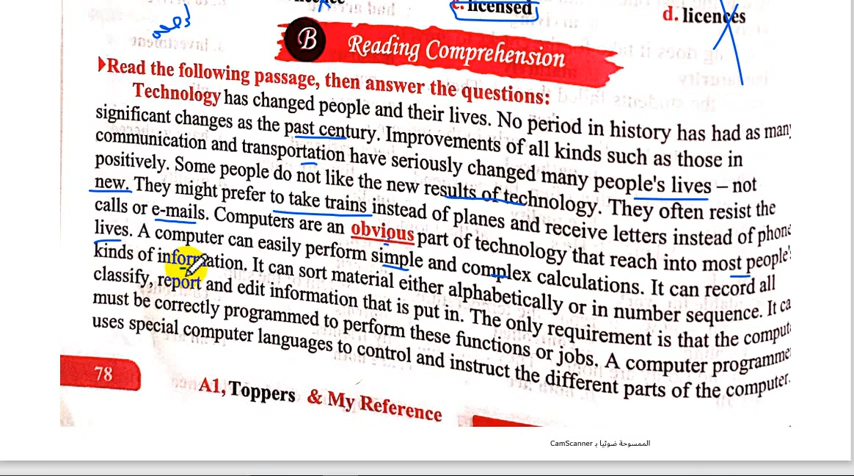 licensed
d. licences
B Reading Comprehension
▶Read the following passage, then answer the questions:
Technology has changed people and their lives. No period in history has had as many
significant changes as the past century. Improvements of all kinds such as those in
communication and transportation have seriously changed many people's lives – not
positively. Some people do not like the new results of technology. They often resist the
new. They might prefer to take trains instead of planes and receive letters instead of phone
calls or e-mails. Computers are an obvious part of technology that reach into most people's
lives. A computer can easily perform simple and complex calculations. It can record all
kinds of information. It can sort material either alphabetically or in number sequence. It ca
classify, report and edit information that is put in. The only requirement is that the comput
must be correctly programmed to perform these functions or jobs. A computer programme
uses special computer languages to control and instruct the different parts of the computer.
78
A1, Toppers & My Reference
الممسوحة ضوئيا بـ CamScanner